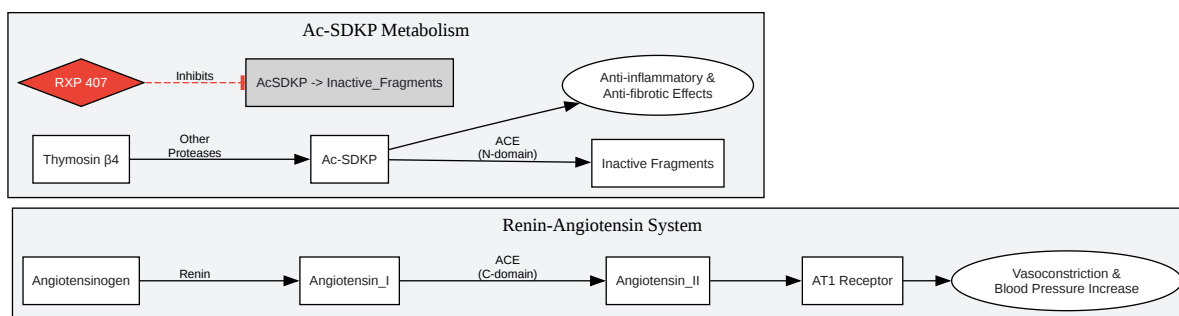 Ac-SDKP Metabolism
RXP 407
Inhibits
AcSDKP -> Inactive_Fragments
Anti-inflammatory &
Anti-fibrotic Effects
Thymosin β4
Other
Proteases
Ac-SDKP
ACE
(N-domain)
Inactive Fragments
Renin-Angiotensin System
Angiotensinogen
Renin
Angiotensin_I
ACE
(C-domain)
Angiotensin_II
AT1 Receptor
Vasoconstriction &
Blood Pressure Increase